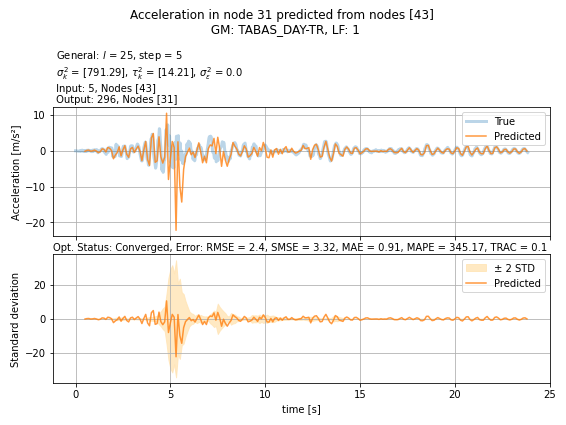 Acceleration in node 31 predicted from nodes [43]
GM: TABAS_DAY-TR, LF: 1
General: l = 25, step = 5
σ²ₖ = [791.29], τ²ₖ = [14.21], σ²ε = 0.0
Input: 5, Nodes [43]
Output: 296, Nodes [31]
Acceleration [m/s²]
10
0
−10
−20
True
Predicted
Opt. Status: Converged, Error: RMSE = 2.4, SMSE = 3.32, MAE = 0.91, MAPE = 345.17, TRAC = 0.1
Standard deviation
20
0
−20
± 2 STD
Predicted
0 5 10 15 20 25
time [s]